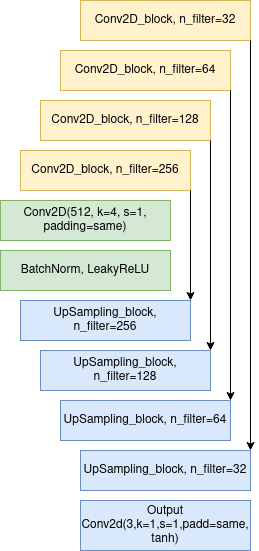 Conv2D_block, n_filter=32
Conv2D_block, n_filter=64
Conv2D_block, n_filter=128
Conv2D_block, n_filter=256
Conv2D(512, k=4, s=1,
padding=same)
BatchNorm, LeakyReLU
UpSampling_block,
n_filter=256
UpSampling_block,
n_filter=128
UpSampling_block, n_filter=64
UpSampling_block, n_filter=32
Output
Conv2d(3,k=1,s=1,padd=same,
tanh)